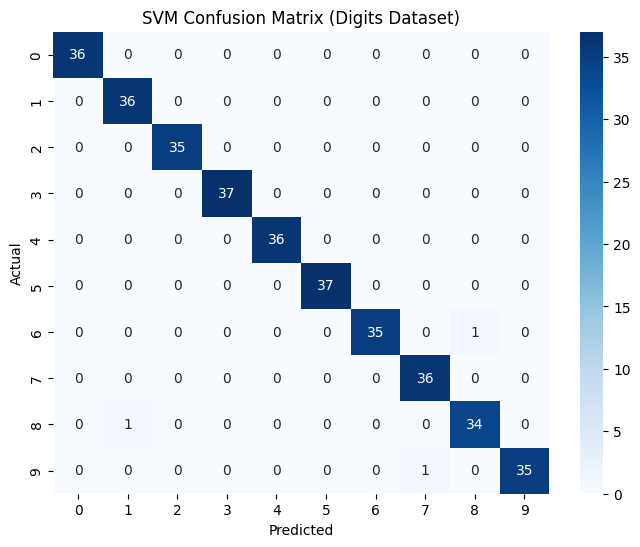 SVM Confusion Matrix (Digits Dataset)
0 36 0 0 0 0 0 0 0 0 0
1 0 36 0 0 0 0 0 0 0 0
2 0 0 35 0 0 0 0 0 0 0
3 0 0 0 37 0 0 0 0 0 0
4 0 0 0 0 36 0 0 0 0 0
5 0 0 0 0 0 37 0 0 0 0
6 0 0 0 0 0 0 35 0 1 0
7 0 0 0 0 0 0 0 36 0 0
8 0 1 0 0 0 0 0 0 34 0
9 0 0 0 0 0 0 0 1 0 35
0 1 2 3 4 5 6 7 8 9
Predicted
Actual
35
30
25
20
15
10
5
0